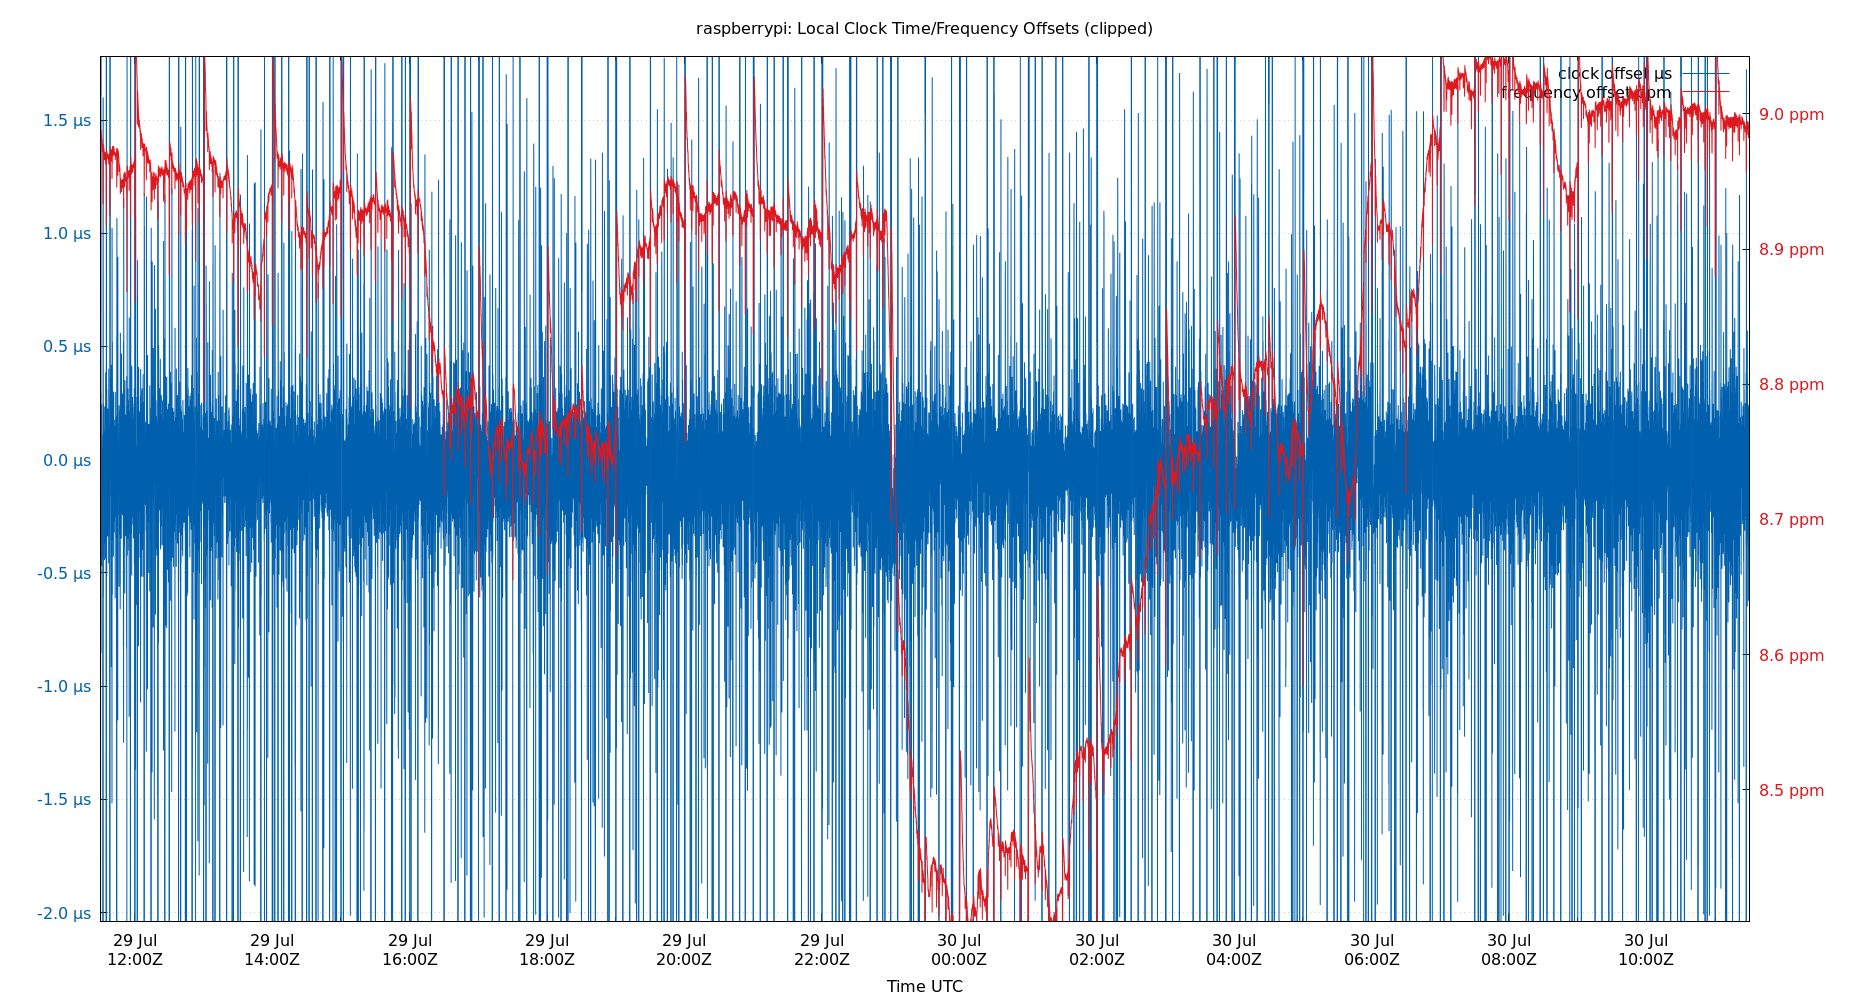 raspberrypi: Local Clock Time/Frequency Offsets (clipped)
clock offset µs
frequency offset ppm
1.5 µs
1.0 µs
0.5 µs
0.0 µs
-0.5 µs
-1.0 µs
-1.5 µs
-2.0 µs
9.0 ppm
8.9 ppm
8.8 ppm
8.7 ppm
8.6 ppm
8.5 ppm
29 Jul 29 Jul 29 Jul 29 Jul 29 Jul 29 Jul 30 Jul 30 Jul 30 Jul 30 Jul 30 Jul 30 Jul
12:00Z 14:00Z 16:00Z 18:00Z 20:00Z 22:00Z 00:00Z 02:00Z 04:00Z 06:00Z 08:00Z 10:00Z
Time UTC